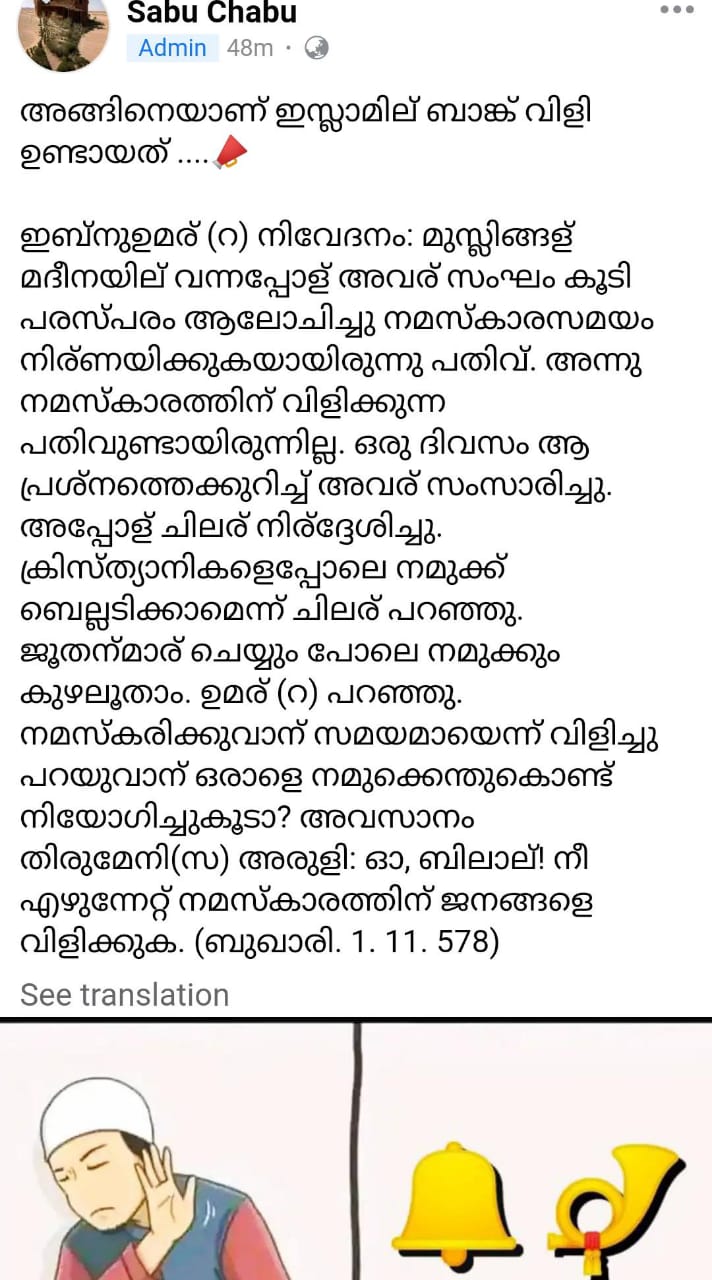 Sabu Chabu
Admin 48m ·
അങ്ങിനെയാണ് ഇസ്ലാമില് ബാങ്ക് വിളി
ഉണ്ടായത് ....📣
ഇബ്നുഉമര് (റ) നിവേദനം: മുസ്ലിങ്ങള്
മദീനയില് വന്നപ്പോള് അവര് സംഘം കൂടി
പരസ്പരം ആലോചിച്ചു നമസ്കാരസമയം
നിര്ണയിക്കുകയായിരുന്നു പതിവ്. അന്നു
നമസ്കാരത്തിന് വിളിക്കുന്ന
പതിവുണ്ടായിരുന്നില്ല. ഒരു ദിവസം ആ
പ്രശ്നത്തെക്കുറിച്ച് അവര് സംസാരിച്ചു.
അപ്പോള് ചിലര് നിര്ദ്ദേശിച്ചു.
ക്രിസ്ത്യാനികളെപ്പോലെ നമുക്ക്
ബെല്ലടിക്കാമെന്ന് ചിലര് പറഞ്ഞു.
ജൂതന്മാര് ചെയ്യും പോലെ നമുക്കും
കുഴലൂതാം. ഉമര് (റ) പറഞ്ഞു.
നമസ്കരിക്കുവാന് സമയമായെന്ന് വിളിച്ചു
പറയുവാന് ഒരാളെ നമുക്കെന്തുകൊണ്ട്
നിയോഗിച്ചുകൂടാ? അവസാനം
തിരുമേനി(സ) അരുളി: ഓ, ബിലാല്! നീ
എഴുന്നേറ്റ് നമസ്കാരത്തിന് ജനങ്ങളെ
വിളിക്കുക. (ബുഖാരി. 1. 11. 578)
See translation